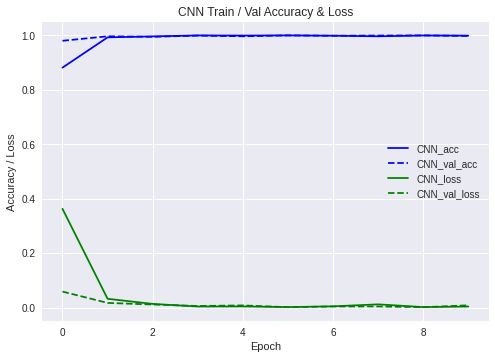 CNN Train / Val Accuracy & Loss
Accuracy / Loss
1.0
0.8
0.6
0.4
0.2
0.0
CNN_acc
CNN_val_acc
CNN_loss
CNN_val_loss
0 2 4 6 8
Epoch